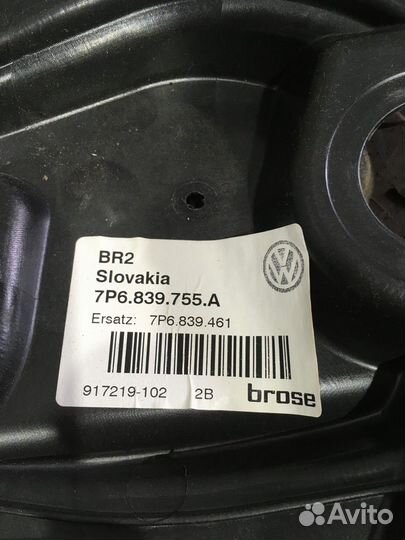 BR2
Slovakia
7P6.839.755.A
Ersatz: 7P6.839.461
917219-102 2B brose
Avito